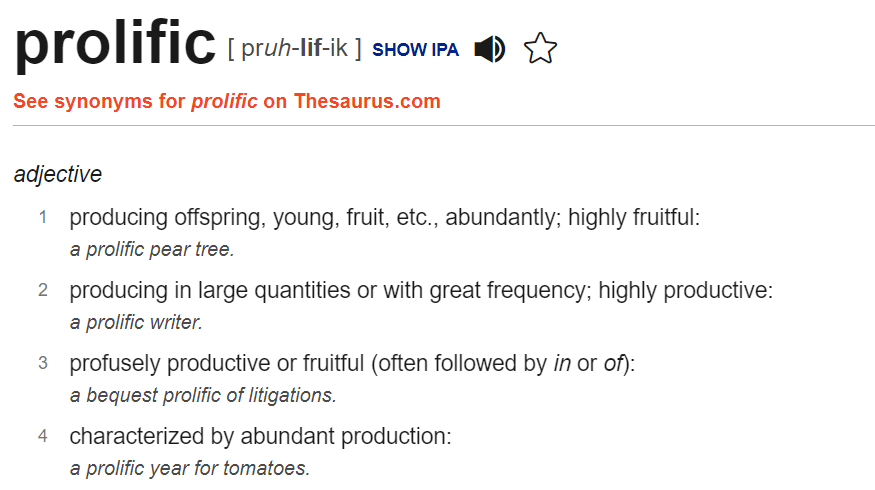 prolific [ pruh-lif-ik ] SHOW IPA
See synonyms for prolific on Thesaurus.com
adjective
1 producing offspring, young, fruit, etc., abundantly; highly fruitful:
a prolific pear tree.
2 producing in large quantities or with great frequency; highly productive:
a prolific writer.
3 profusely productive or fruitful (often followed by in or of):
a bequest prolific of litigations.
4 characterized by abundant production:
a prolific year for tomatoes.